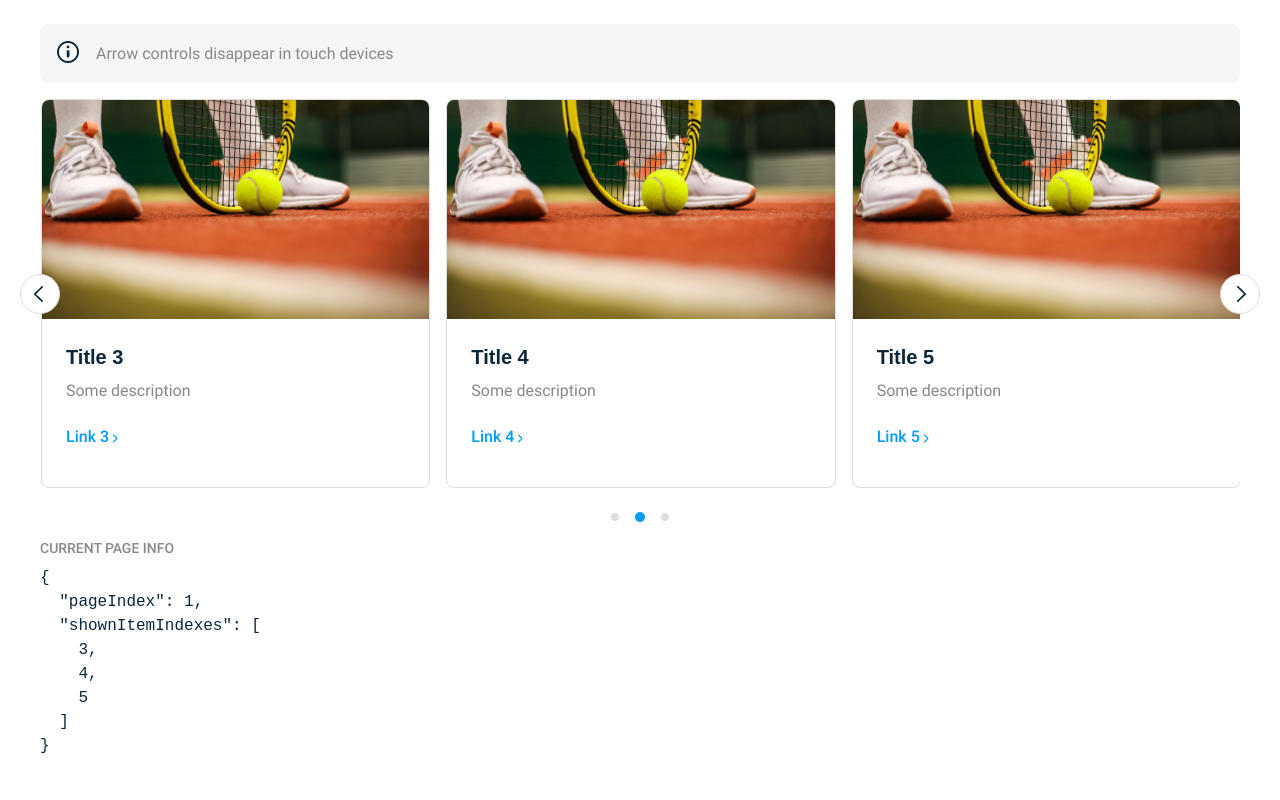 Arrow controls disappear in touch devices
Title 3
Some description
Link 3
Title 4
Some description
Link 4
Title 5
Some description
Link 5
CURRENT PAGE INFO
{
  "pageIndex": 1,
  "shownItemIndexes": [
    3,
    4,
    5
  ]
}